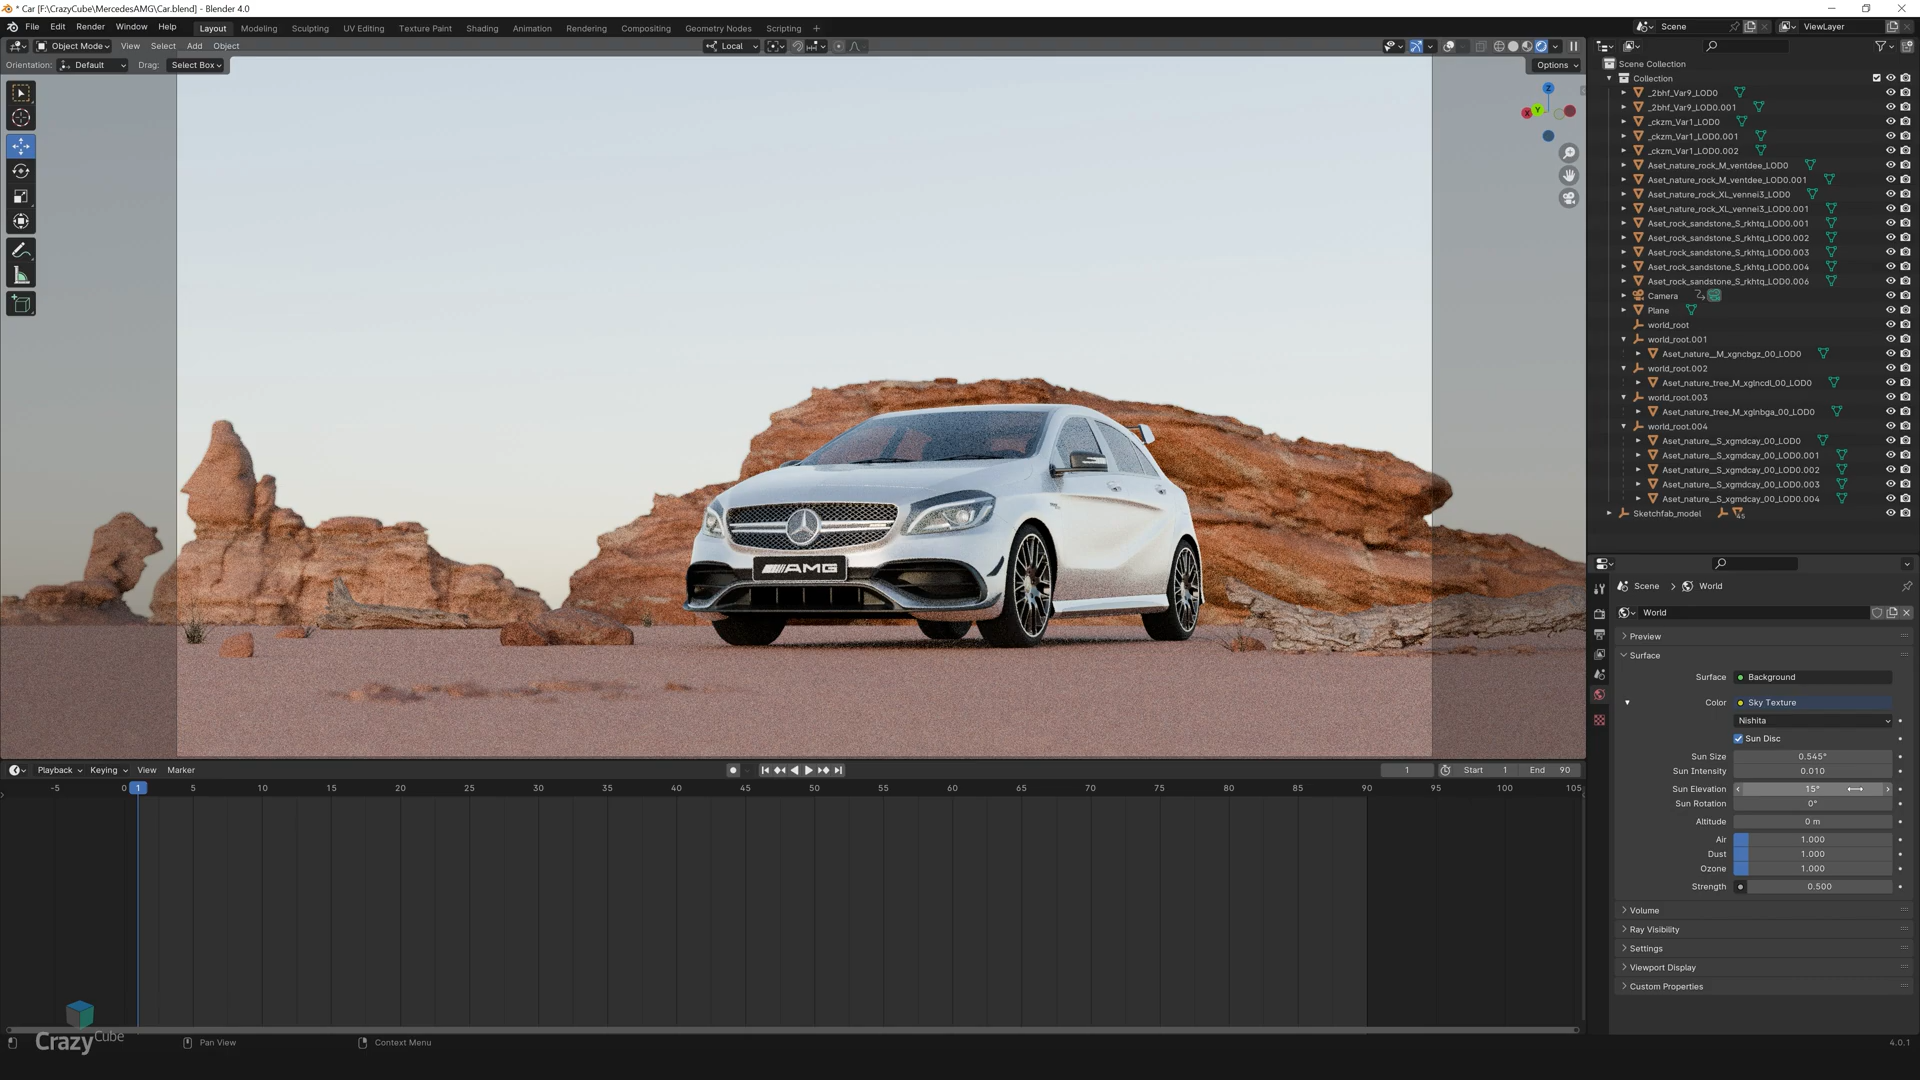 * Car [F:\CrazyCube\MercedesAMG\Car.blend] - Blender 4.0
File Edit Render Window Help Layout Modeling Sculpting UV Editing Texture Paint Shading Animation Rendering Compositing Geometry Nodes Scripting + Scene ViewLayer
Object Mode View Select Add Object Local
Orientation: Default Drag: Select Box Options
Z
X Y
Scene Collection
Collection
_2bhf_Var9_LOD0
_2bhf_Var9_LOD0.001
_ckzm_Var1_LOD0
_ckzm_Var1_LOD0.001
_ckzm_Var1_LOD0.002
Aset_nature_rock_M_ventdee_LOD0
Aset_nature_rock_M_ventdee_LOD0.001
Aset_nature_rock_XL_vennei3_LOD0
Aset_nature_rock_XL_vennei3_LOD0.001
Aset_rock_sandstone_S_rkhtq_LOD0.001
Aset_rock_sandstone_S_rkhtq_LOD0.002
Aset_rock_sandstone_S_rkhtq_LOD0.003
Aset_rock_sandstone_S_rkhtq_LOD0.004
Aset_rock_sandstone_S_rkhtq_LOD0.006
Camera
Plane
world_root
world_root.001
Aset_nature__M_xgncbgz_00_LOD0
world_root.002
Aset_nature_tree_M_xglncdl_00_LOD0
world_root.003
Aset_nature_tree_M_xglnbga_00_LOD0
world_root.004
Aset_nature__S_xgmdcay_00_LOD0
Aset_nature__S_xgmdcay_00_LOD0.001
Aset_nature__S_xgmdcay_00_LOD0.002
Aset_nature__S_xgmdcay_00_LOD0.003
Aset_nature__S_xgmdcay_00_LOD0.004
Sketchfab_model 45
AMG
Scene > World
World
Preview
Surface
Surface Background
Color Sky Texture
Nishita
Sun Disc
Sun Size 0.545°
Sun Intensity 0.010
Sun Elevation 15°
Sun Rotation 0°
Altitude 0 m
Air 1.000
Dust 1.000
Ozone 1.000
Strength 0.500
Volume
Ray Visibility
Settings
Viewport Display
Custom Properties
Playback Keying View Marker 1 Start 1 End 90
-5 0 1 5 10 15 20 25 30 35 40 45 50 55 60 65 70 75 80 85 90 95 100 105
Crazy Cube
Pan View Context Menu 4.0.1